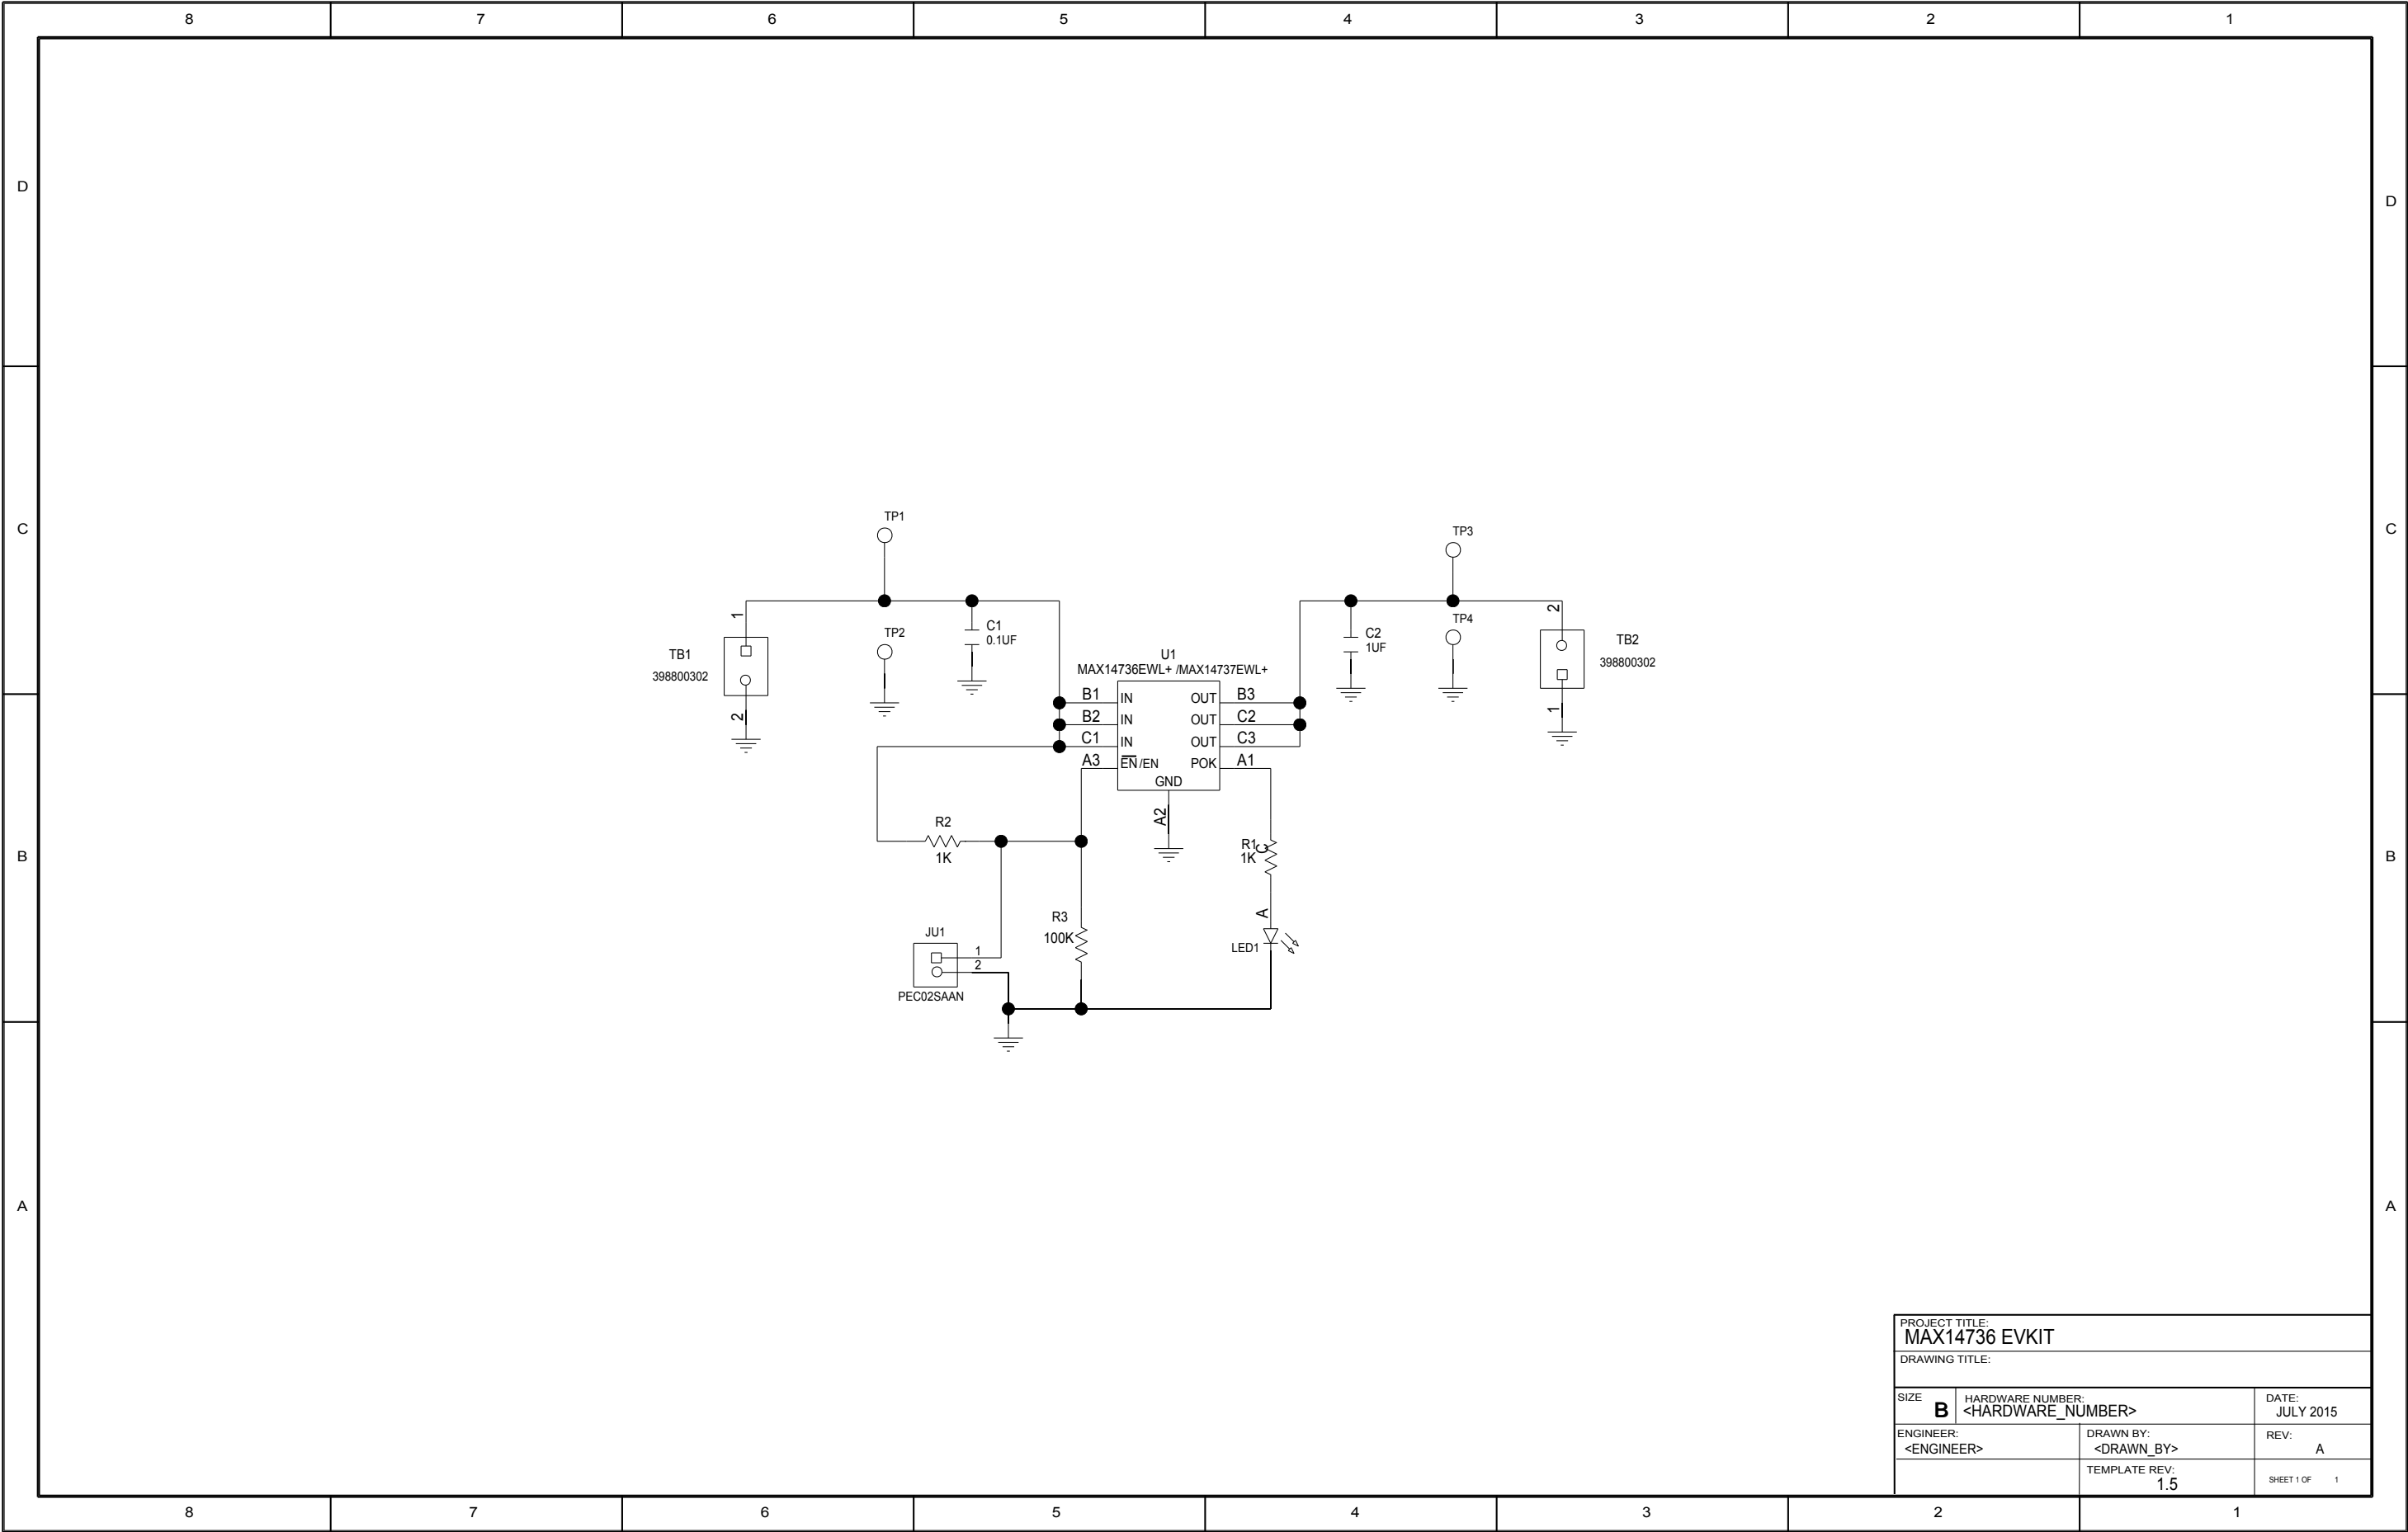 8 7 6 5 4 3 2 1
D D
C C
B B
A A
TP1
TP3
1
2
TP2
C1
0.1UF
C2
1UF
TP4
TB1
398800302
TB2
398800302
U1
MAX14736EWL+ /MAX14737EWL+
2
1
B1 IN OUT B3
B2 IN OUT C2
C1 IN OUT C3
A3 EN/EN POK A1
GND
A2
R2
1K
R1
1K
C
R3
100K
A
LED1
JU1
1
2
PEC02SAAN
PROJECT TITLE:
MAX14736 EVKIT
DRAWING TITLE:
SIZE
B
HARDWARE NUMBER:
<HARDWARE_NUMBER>
DATE:
JULY 2015
ENGINEER:
<ENGINEER>
DRAWN BY:
<DRAWN_BY>
REV:
A
TEMPLATE REV:
1.5
SHEET 1 OF 1
8 7 6 5 4 3 2 1